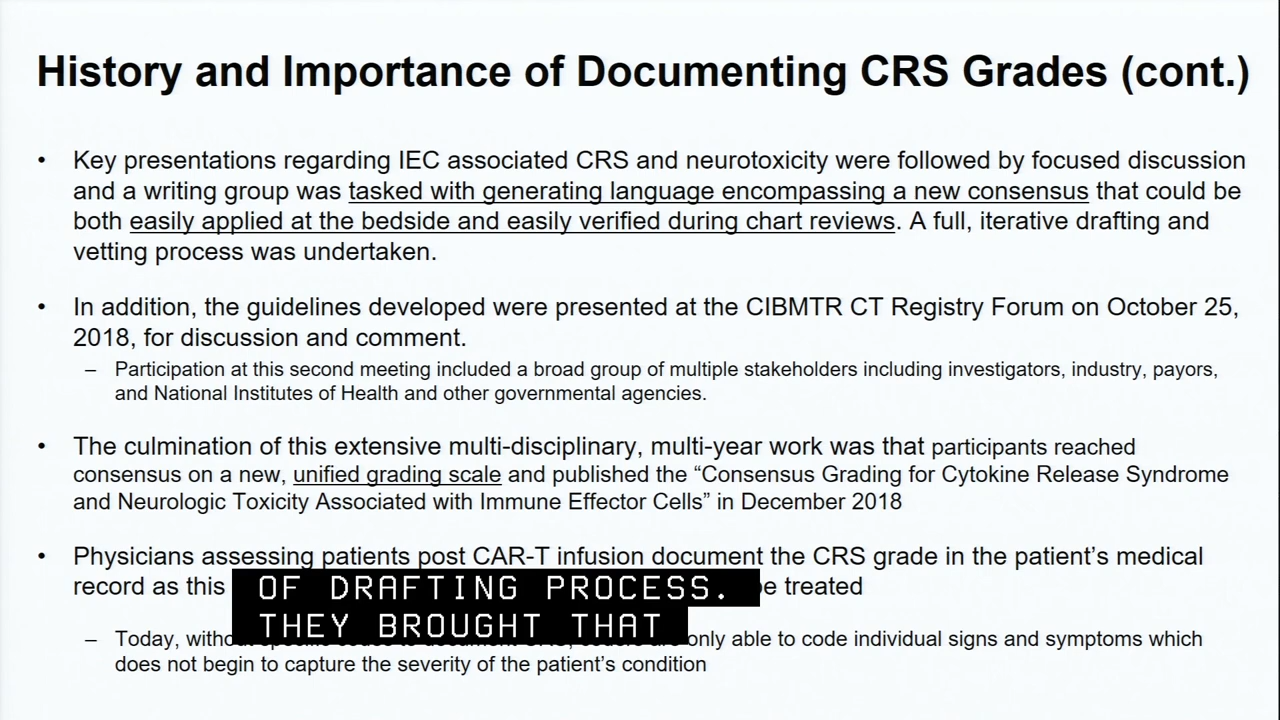 History and Importance of Documenting CRS Grades (cont.)
• Key presentations regarding IEC associated CRS and neurotoxicity were followed by focused discussion
and a writing group was tasked with generating language encompassing a new consensus that could be
both easily applied at the bedside and easily verified during chart reviews. A full, iterative drafting and
vetting process was undertaken.
• In addition, the guidelines developed were presented at the CIBMTR CT Registry Forum on October 25,
2018, for discussion and comment.
– Participation at this second meeting included a broad group of multiple stakeholders including investigators, industry, payors,
and National Institutes of Health and other governmental agencies.
• The culmination of this extensive multi-disciplinary, multi-year work was that participants reached
consensus on a new, unified grading scale and published the “Consensus Grading for Cytokine Release Syndrome
and Neurologic Toxicity Associated with Immune Effector Cells” in December 2018
• Physicians assessing patients post CAR-T infusion document the CRS grade in the patient’s medical
record as this treated
OF DRAFTING PROCESS.
THEY BROUGHT THAT
– Today, only able to code individual signs and symptoms which
does not begin to capture the severity of the patient’s condition